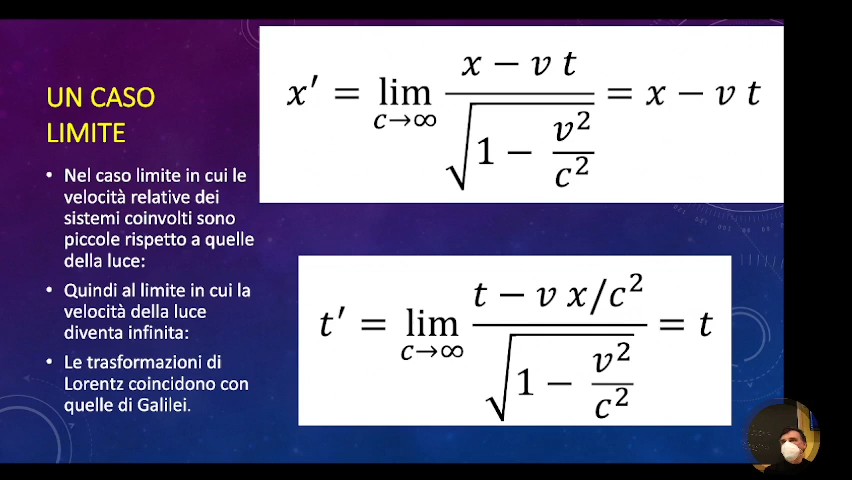 UN CASO
LIMITE
• Nel caso limite in cui le
velocità relative dei
sistemi coinvolti sono
piccole rispetto a quelle
della luce:
• Quindi al limite in cui la
velocità della luce
diventa infinita:
• Le trasformazioni di
Lorentz coincidono con
quelle di Galilei.
x′ = lim c→∞ (x − v t) / √(1 − v²/c²) = x − v t
t′ = lim c→∞ (t − v x/c²) / √(1 − v²/c²) = t